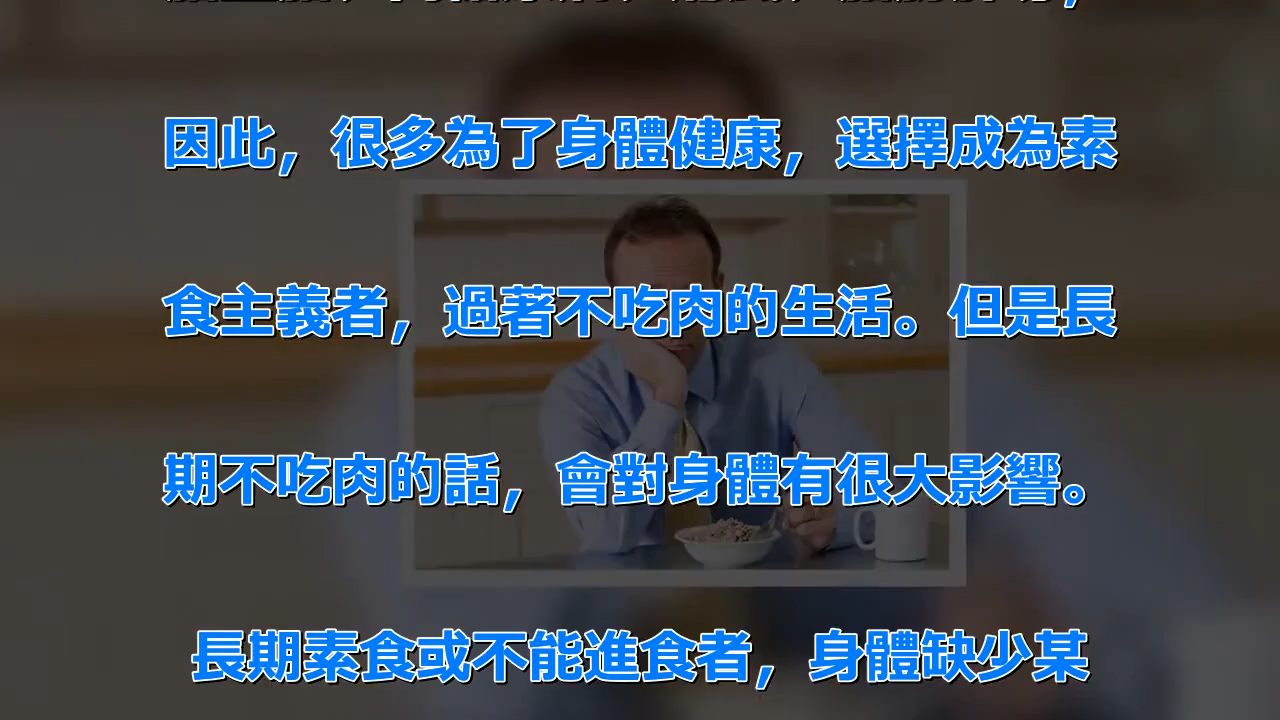 因此，很多為了身體健康，選擇成為素
食主義者，過著不吃肉的生活。但是長
期不吃肉的話，會對身體有很大影響。
長期素食或不能進食者，身體缺少某